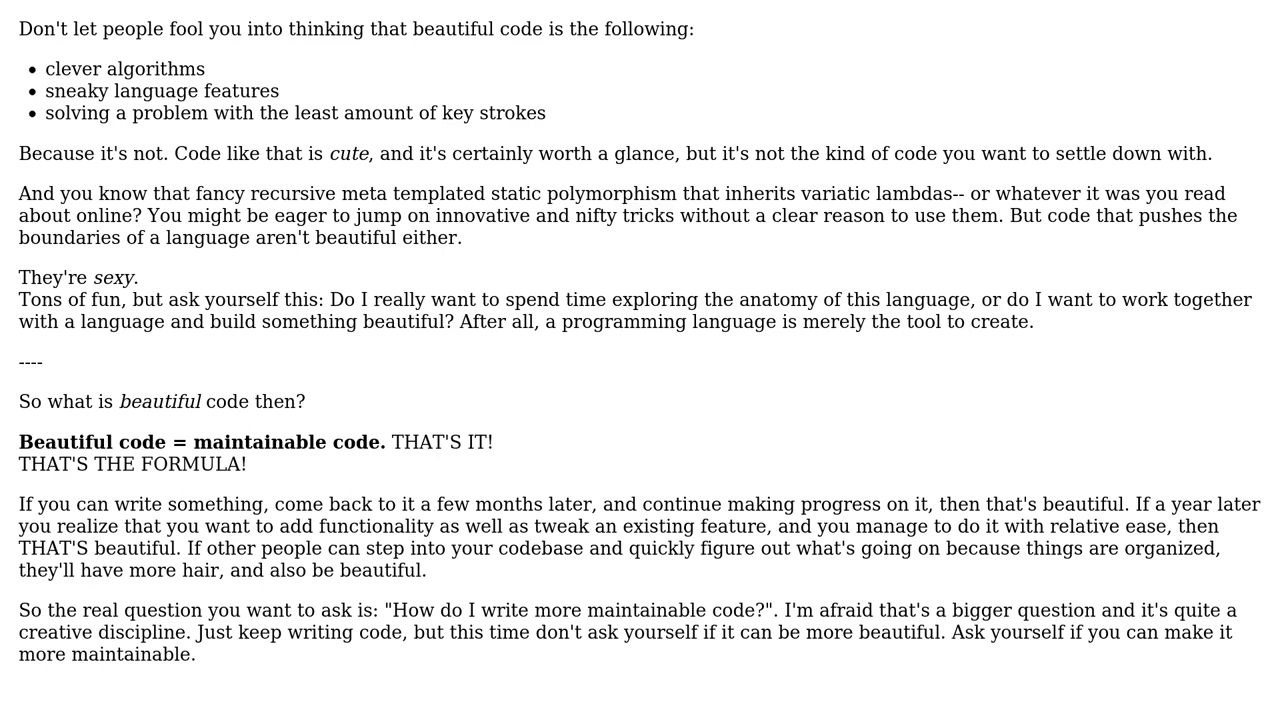 Don't let people fool you into thinking that beautiful code is the following:
• clever algorithms
• sneaky language features
• solving a problem with the least amount of key strokes
Because it's not. Code like that is cute, and it's certainly worth a glance, but it's not the kind of code you want to settle down with.
And you know that fancy recursive meta templated static polymorphism that inherits variatic lambdas-- or whatever it was you read
about online? You might be eager to jump on innovative and nifty tricks without a clear reason to use them. But code that pushes the
boundaries of a language aren't beautiful either.
They're sexy.
Tons of fun, but ask yourself this: Do I really want to spend time exploring the anatomy of this language, or do I want to work together
with a language and build something beautiful? After all, a programming language is merely the tool to create.
----
So what is beautiful code then?
Beautiful code = maintainable code. THAT'S IT!
THAT'S THE FORMULA!
If you can write something, come back to it a few months later, and continue making progress on it, then that's beautiful. If a year later
you realize that you want to add functionality as well as tweak an existing feature, and you manage to do it with relative ease, then
THAT'S beautiful. If other people can step into your codebase and quickly figure out what's going on because things are organized,
they'll have more hair, and also be beautiful.
So the real question you want to ask is: "How do I write more maintainable code?". I'm afraid that's a bigger question and it's quite a
creative discipline. Just keep writing code, but this time don't ask yourself if it can be more beautiful. Ask yourself if you can make it
more maintainable.